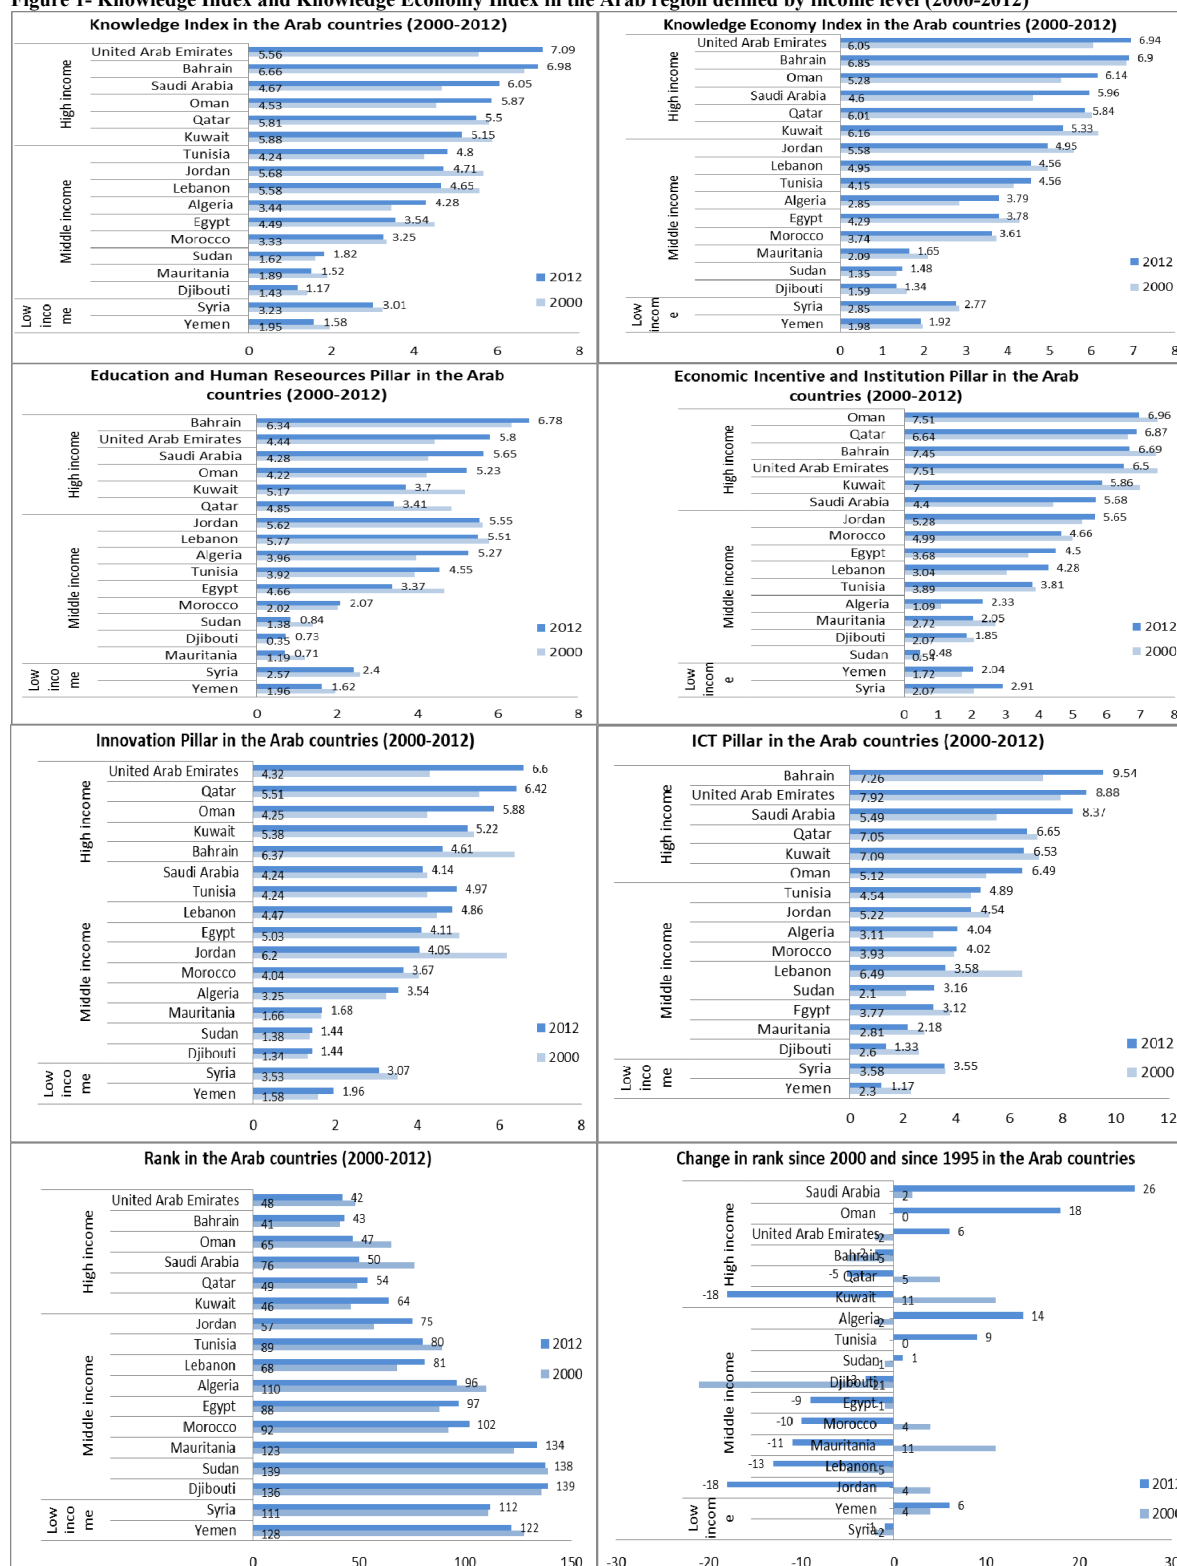 Figure 1- Knowledge Index and Knowledge Economy Index in the Arab region defined by income level (2000-2012)
Knowledge Index in the Arab countries (2000-2012)
High income
United Arab Emirates 5.56 7.09
Bahrain 6.66 6.98
Saudi Arabia 4.67 6.05
Oman 4.53 5.87
Qatar 5.81 5.5
Kuwait 5.88 5.15
Middle income
Tunisia 4.24 4.8
Jordan 5.68 4.71
Lebanon 5.58 4.65
Algeria 3.44 4.28
Egypt 4.49 3.54
Morocco 3.33 3.25
Sudan 1.62 1.82
Mauritania 1.89 1.52
Djibouti 1.43 1.17
Low
inco
me
Syria 3.23 3.01
Yemen 1.95 1.58
2012
2000
0 2 4 6 8
Knowledge Economy Index in the Arab countries (2000-2012)
High income
United Arab Emirates 6.05 6.94
Bahrain 6.85 6.9
Oman 5.28 6.14
Saudi Arabia 4.6 5.96
Qatar 6.01 5.84
Kuwait 6.16 5.33
Middle income
Jordan 5.58 4.95
Lebanon 4.95 4.56
Tunisia 4.15 4.56
Algeria 2.85 3.79
Egypt 4.29 3.78
Morocco 3.74 3.61
Mauritania 2.09 1.65
Sudan 1.35 1.48
Djibouti 1.59 1.34
Low
incom
e
Syria 2.85 2.77
Yemen 1.98 1.92
2012
2000
0 1 2 3 4 5 6 7 8
Education and Human Reseources Pillar in the Arab
countries (2000-2012)
High income
Bahrain 6.34 6.78
United Arab Emirates 4.44 5.8
Saudi Arabia 4.28 5.65
Oman 4.22 5.23
Kuwait 5.17 3.7
Qatar 4.85 3.41
Middle income
Jordan 5.62 5.55
Lebanon 5.77 5.51
Algeria 3.96 5.27
Tunisia 3.92 4.55
Egypt 4.66 3.37
Morocco 2.02 2.07
Sudan 1.38 0.84
Djibouti 0.35 0.73
Mauritania 1.19 0.71
Low
inco
me
Syria 2.57 2.4
Yemen 1.96 1.62
2012
2000
0 2 4 6 8
Economic Incentive and Institution Pillar in the Arab
countries (2000-2012)
High income
Oman 7.51 6.96
Qatar 6.64 6.87
Bahrain 7.45 6.69
United Arab Emirates 7.51 6.5
Kuwait 7 5.86
Saudi Arabia 4.4 5.68
Middle income
Jordan 5.28 5.65
Morocco 4.99 4.66
Egypt 3.68 4.5
Lebanon 3.04 4.28
Tunisia 3.89 3.81
Algeria 1.09 2.33
Mauritania 2.72 2.05
Djibouti 2.07 1.85
Sudan 0.54 0.48
Low
incom
e
Yemen 1.72 2.04
Syria 2.07 2.91
2012
2000
0 1 2 3 4 5 6 7 8
Innovation Pillar in the Arab countries (2000-2012)
High income
United Arab Emirates 4.32 6.6
Qatar 5.51 6.42
Oman 4.25 5.88
Kuwait 5.38 5.22
Bahrain 6.37 4.61
Saudi Arabia 4.24 4.14
Middle income
Tunisia 4.24 4.97
Lebanon 4.47 4.86
Egypt 5.03 4.11
Jordan 6.2 4.05
Morocco 4.04 3.67
Algeria 3.25 3.54
Mauritania 1.66 1.68
Sudan 1.38 1.44
Djibouti 1.34 1.44
Low
inco
me
Syria 3.53 3.07
Yemen 1.58 1.96
2012
2000
0 2 4 6 8
ICT Pillar in the Arab countries (2000-2012)
High income
Bahrain 7.26 9.54
United Arab Emirates 7.92 8.88
Saudi Arabia 5.49 8.37
Qatar 7.05 6.65
Kuwait 7.09 6.53
Oman 5.12 6.49
Middle income
Tunisia 4.54 4.89
Jordan 5.22 4.54
Algeria 3.11 4.04
Morocco 3.93 4.02
Lebanon 6.49 3.58
Sudan 2.1 3.16
Egypt 3.77 3.12
Mauritania 2.81 2.18
Djibouti 2.6 1.33
Low
inco
me
Syria 3.58 3.55
Yemen 2.3 1.17
2012
2000
0 2 4 6 8 10 12
Rank in the Arab countries (2000-2012)
High income
United Arab Emirates 48 42
Bahrain 41 43
Oman 65 47
Saudi Arabia 76 50
Qatar 49 54
Kuwait 46 64
Middle income
Jordan 57 75
Tunisia 89 80
Lebanon 68 81
Algeria 110 96
Egypt 88 97
Morocco 92 102
Mauritania 123 134
Sudan 139 138
Djibouti 136 139
Low
inco
me
Syria 111 112
Yemen 128 122
2012
2000
0 50 100 150
Change in rank since 2000 and since 1995 in the Arab countries
High income
Saudi Arabia 2 26
Oman 0 18
United Arab Emirates -2 6
Bahrain -2 -5
Qatar -5 5
Kuwait -18 11
Middle income
Algeria -2 14
Tunisia 0 9
Sudan -1 1
Djibouti -3 -21
Egypt -9 -1
Morocco -10 4
Mauritania -11 11
Lebanon -13 -5
Jordan -18 4
Low
incom
e
Yemen 4 6
Syria -1 -2
2012
2000
-30 -20 -10 0 10 20 30